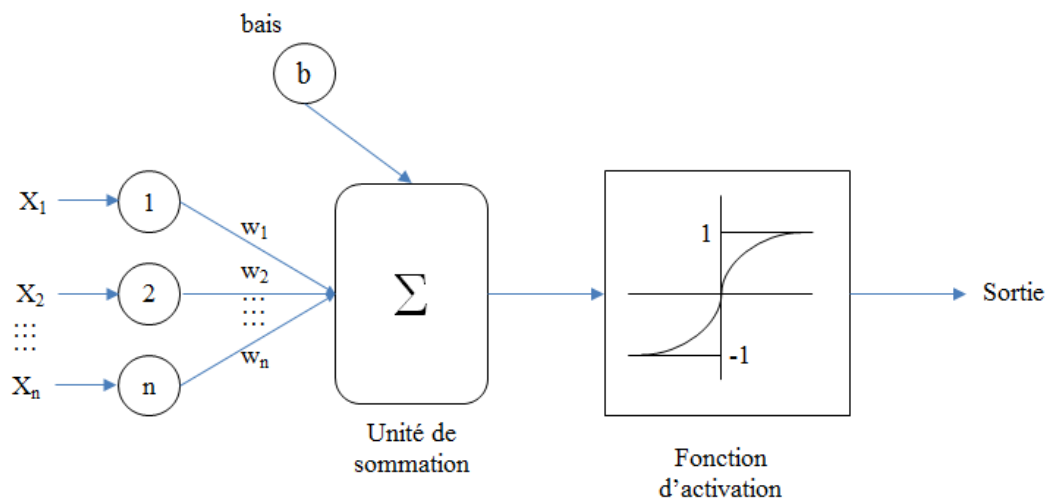 bais
b
X₁
1
w₁
X₂
2
w₂
Xₙ
n
wₙ
Σ
Unité de
sommation
1
-1
Fonction
d'activation
Sortie